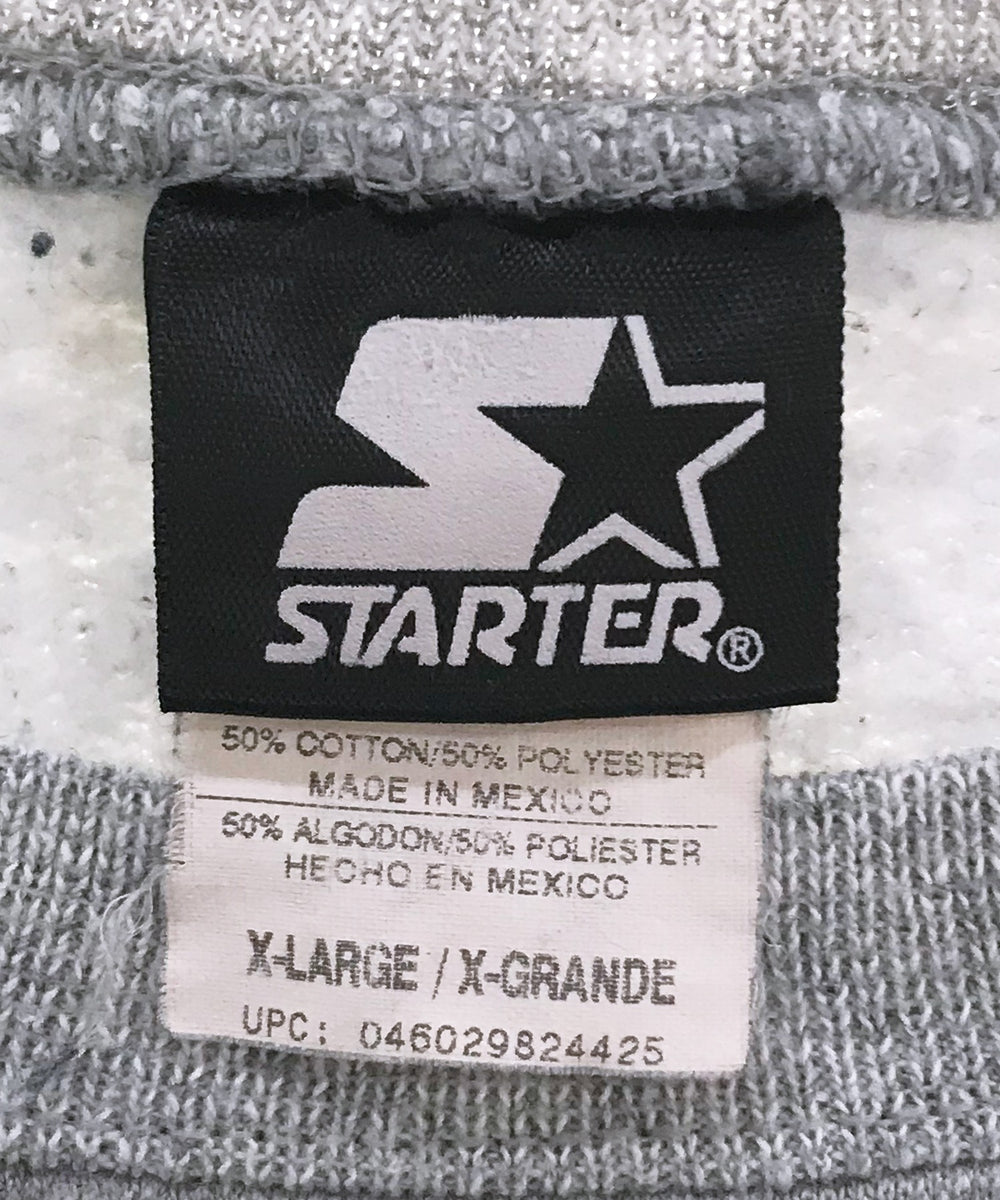 STARTER®
50% COTTON/50% POLYESTER
MADE IN MEXICO
50% ALGODON/50% POLIESTER
HECHO EN MEXICO
X-LARGE / X-GRANDE
UPC: 046029824425